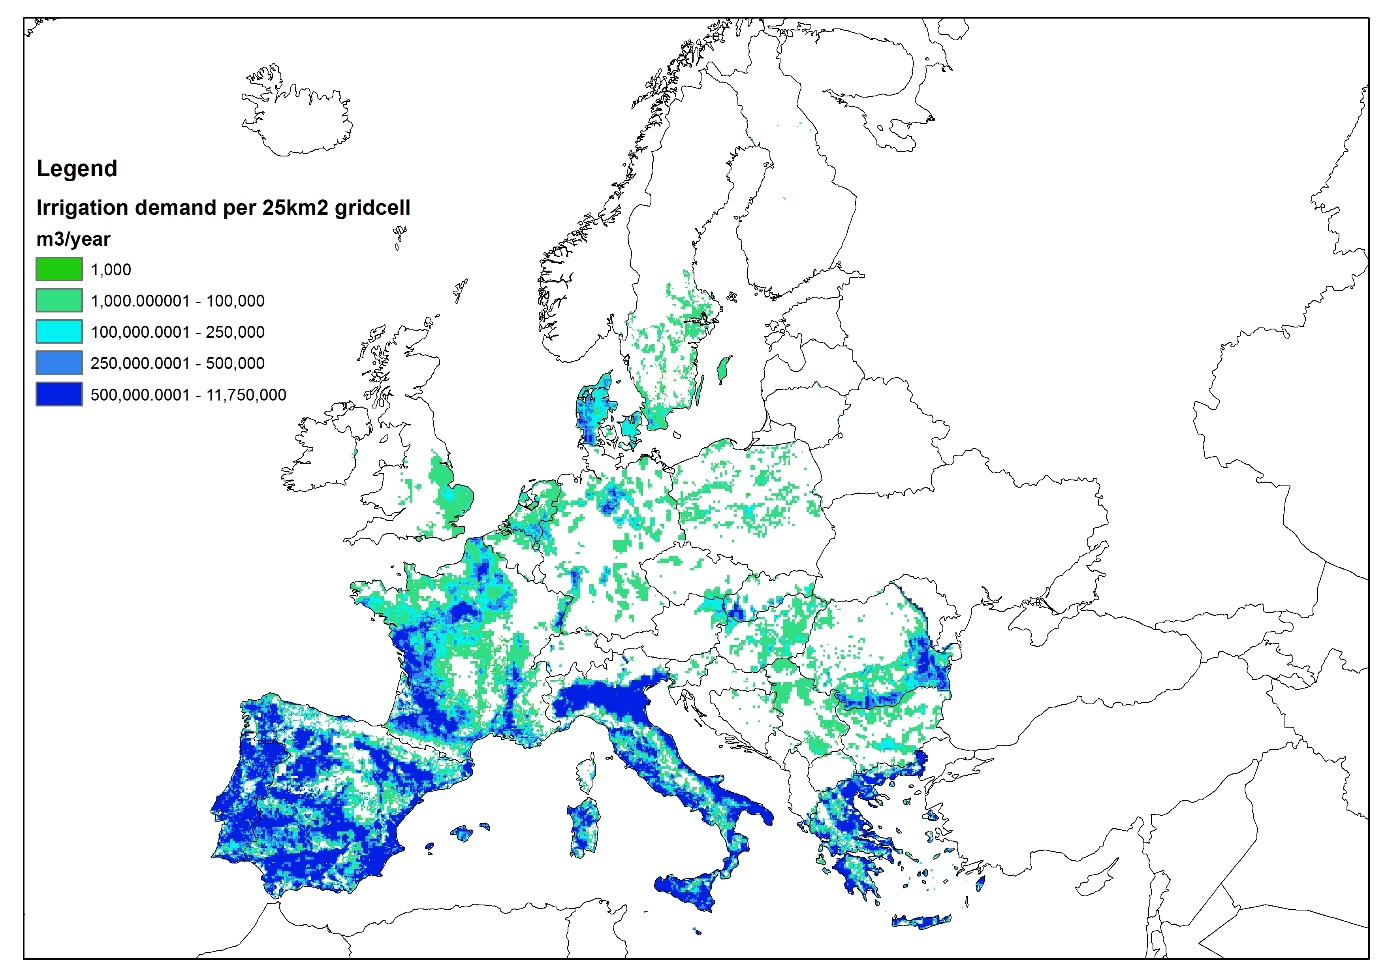 Legend
Irrigation demand per 25km2 gridcell
m3/year
1,000
1,000.000001 - 100,000
100,000.0001 - 250,000
250,000.0001 - 500,000
500,000.0001 - 11,750,000